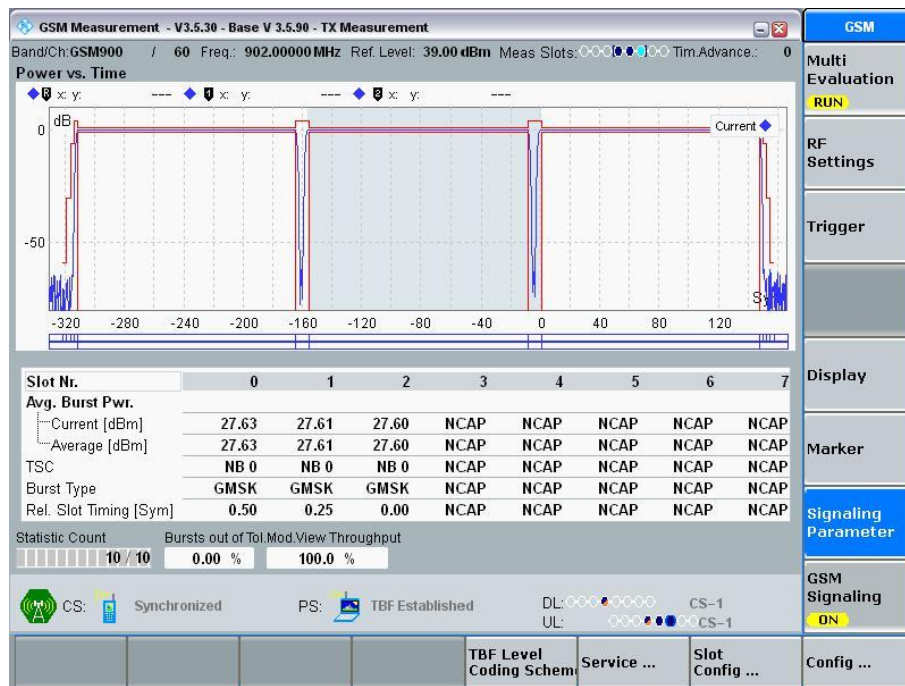 GSM Measurement - V3.5.30 - Base V 3.5.90 - TX Measurement
GSM
Band/Ch:GSM900 / 60 Freq.: 902.00000 MHz Ref. Level: 39.00 dBm Meas Slots: Tim.Advance.: 0
Power vs. Time
x: y: --- 1 x: y: --- 2 x: y: ---
Multi
Evaluation
RUN
dB
Current
0
-50
Sy
-320 -280 -240 -200 -160 -120 -80 -40 0 40 80 120
RF
Settings
Trigger
Slot Nr. 0 1 2 3 4 5 6 7
Avg. Burst Pwr.
Current [dBm] 27.63 27.61 27.60 NCAP NCAP NCAP NCAP NCAP
Average [dBm] 27.63 27.61 27.60 NCAP NCAP NCAP NCAP NCAP
TSC NB 0 NB 0 NB 0 NCAP NCAP NCAP NCAP NCAP
Burst Type GMSK GMSK GMSK NCAP NCAP NCAP NCAP NCAP
Rel. Slot Timing [Sym] 0.50 0.25 0.00 NCAP NCAP NCAP NCAP NCAP
Display
Marker
Signaling
Parameter
Statistic Count Bursts out of Tol. Mod.View Throughput
10 / 10 0.00 % 100.0 %
CS: Synchronized PS: TBF Established DL: CS-1
UL: CS-1
GSM
Signaling
ON
TBF Level
Coding Schem
Service ...
Slot
Config ...
Config ...